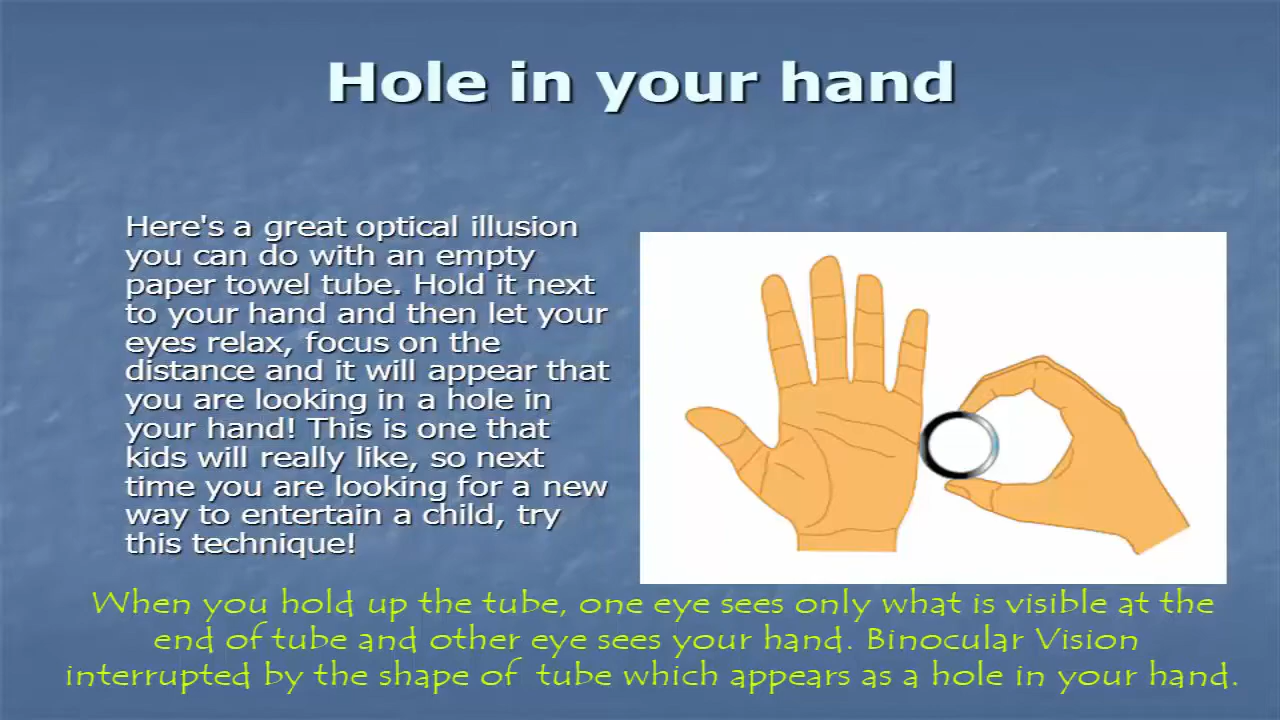 Hole in your hand
Here's a great optical illusion
you can do with an empty
paper towel tube. Hold it next
to your hand and then let your
eyes relax, focus on the
distance and it will appear that
you are looking in a hole in
your hand! This is one that
kids will really like, so next
time you are looking for a new
way to entertain a child, try
this technique!
When you hold up the tube, one eye sees only what is visible at the
end of tube and other eye sees your hand. Binocular Vision
interrupted by the shape of tube which appears as a hole in your hand.